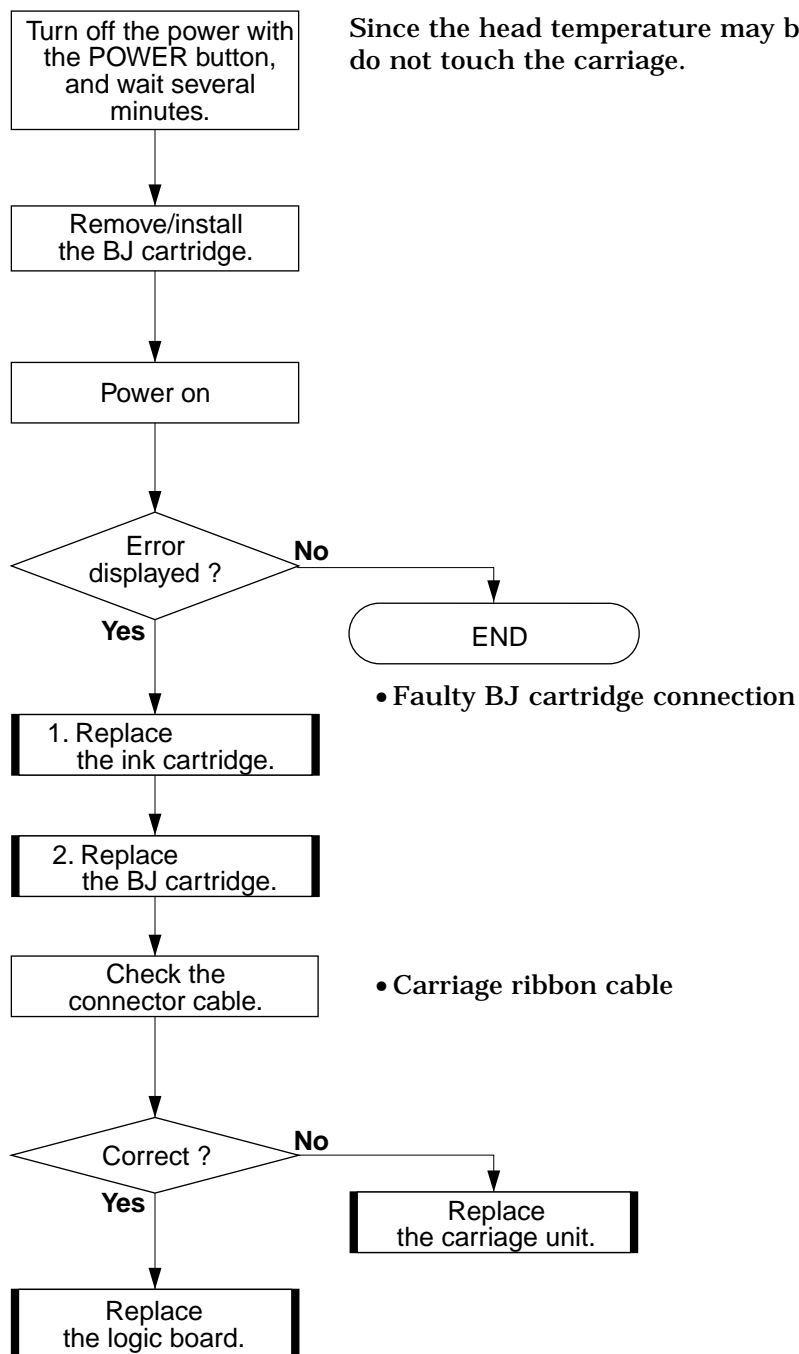 Turn off the power with
the POWER button,
and wait several
minutes.
Since the head temperature may b
do not touch the carriage.
Remove/install
the BJ cartridge.
Power on
Error
displayed ?
No
Yes
END
• Faulty BJ cartridge connection
1. Replace
the ink cartridge.
2. Replace
the BJ cartridge.
Check the
connector cable.
• Carriage ribbon cable
Correct ?
No
Yes
Replace
the carriage unit.
Replace
the logic board.